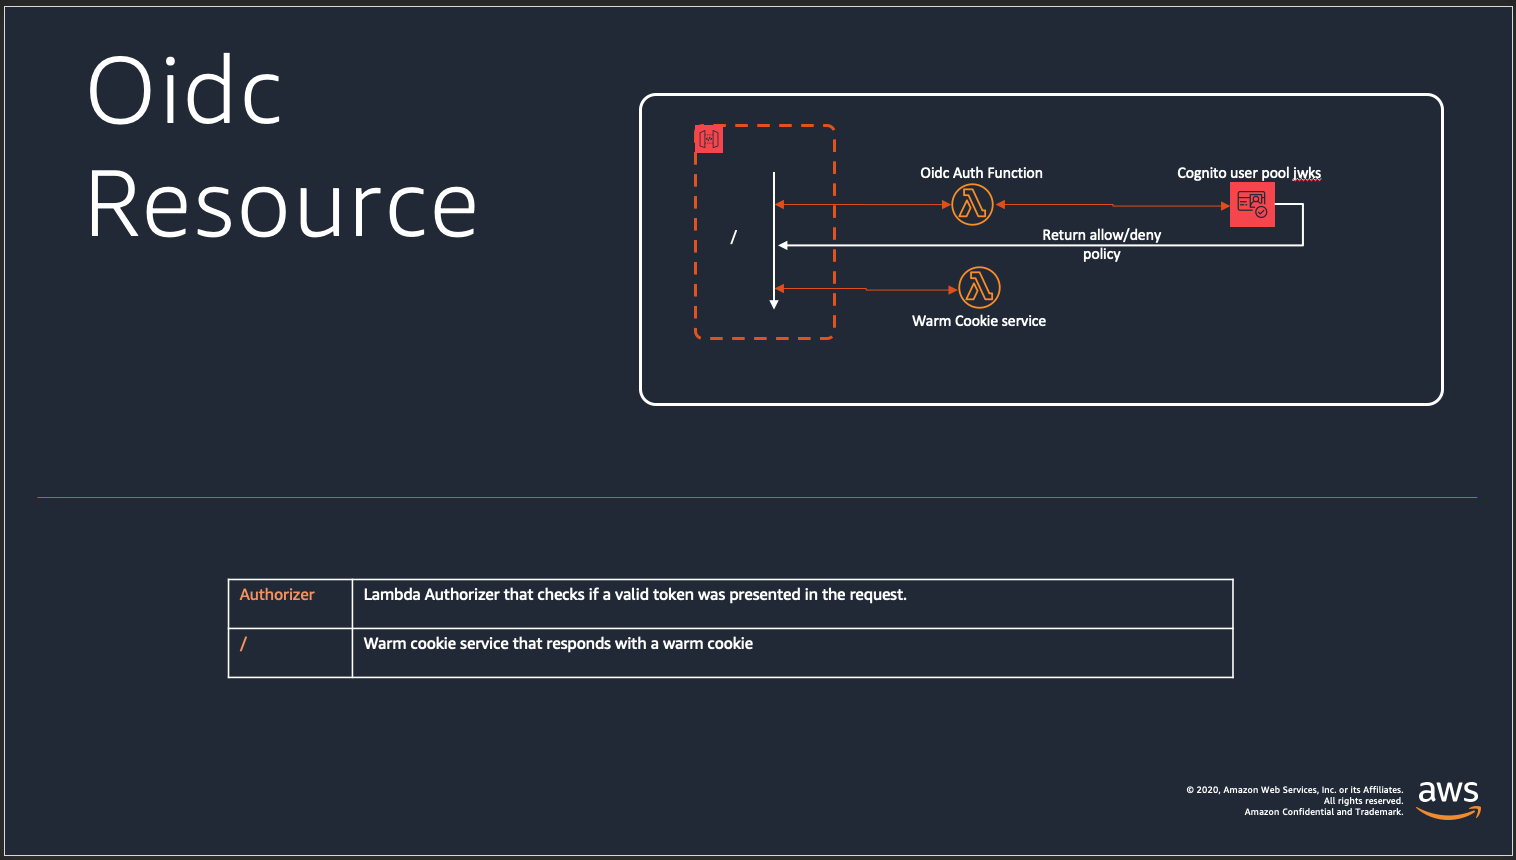 Oidc
Resource
Oidc Auth Function
Cognito user pool jwks
/
Return allow/deny
policy
Warm Cookie service
Authorizer
Lambda Authorizer that checks if a valid token was presented in the request.
/
Warm cookie service that responds with a warm cookie
© 2020, Amazon Web Services, Inc. or its Affiliates.
All rights reserved.
Amazon Confidential and Trademark.
aws